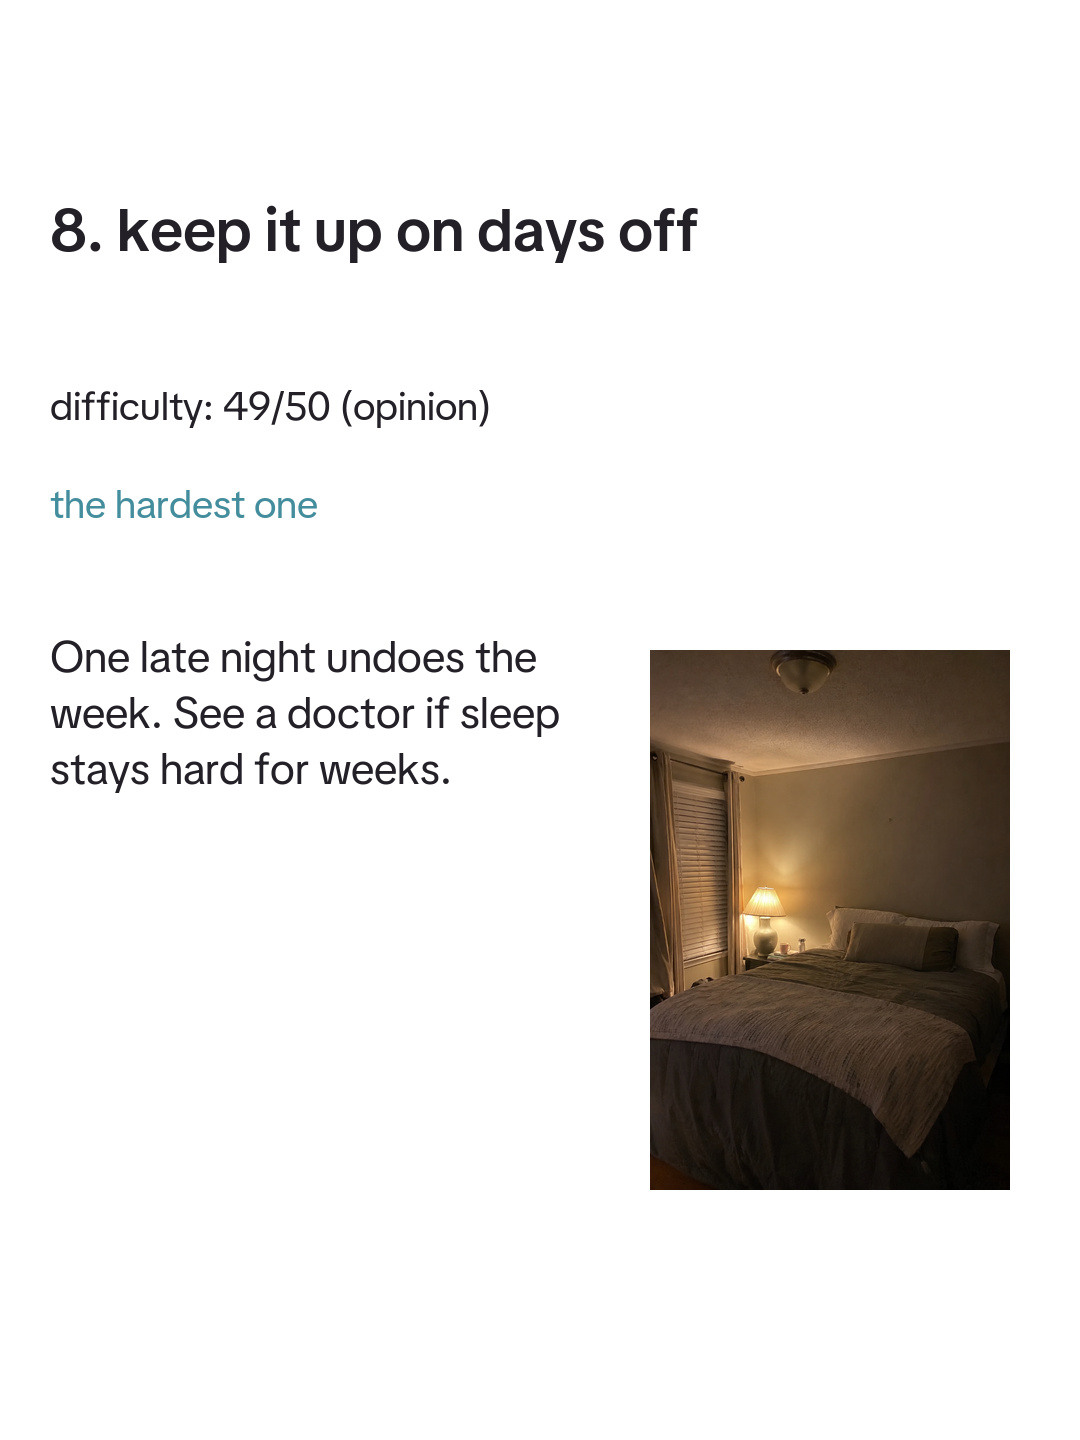 8. keep it up on days off
difficulty: 49/50 (opinion)
the hardest one
One late night undoes the
week. See a doctor if sleep
stays hard for weeks.